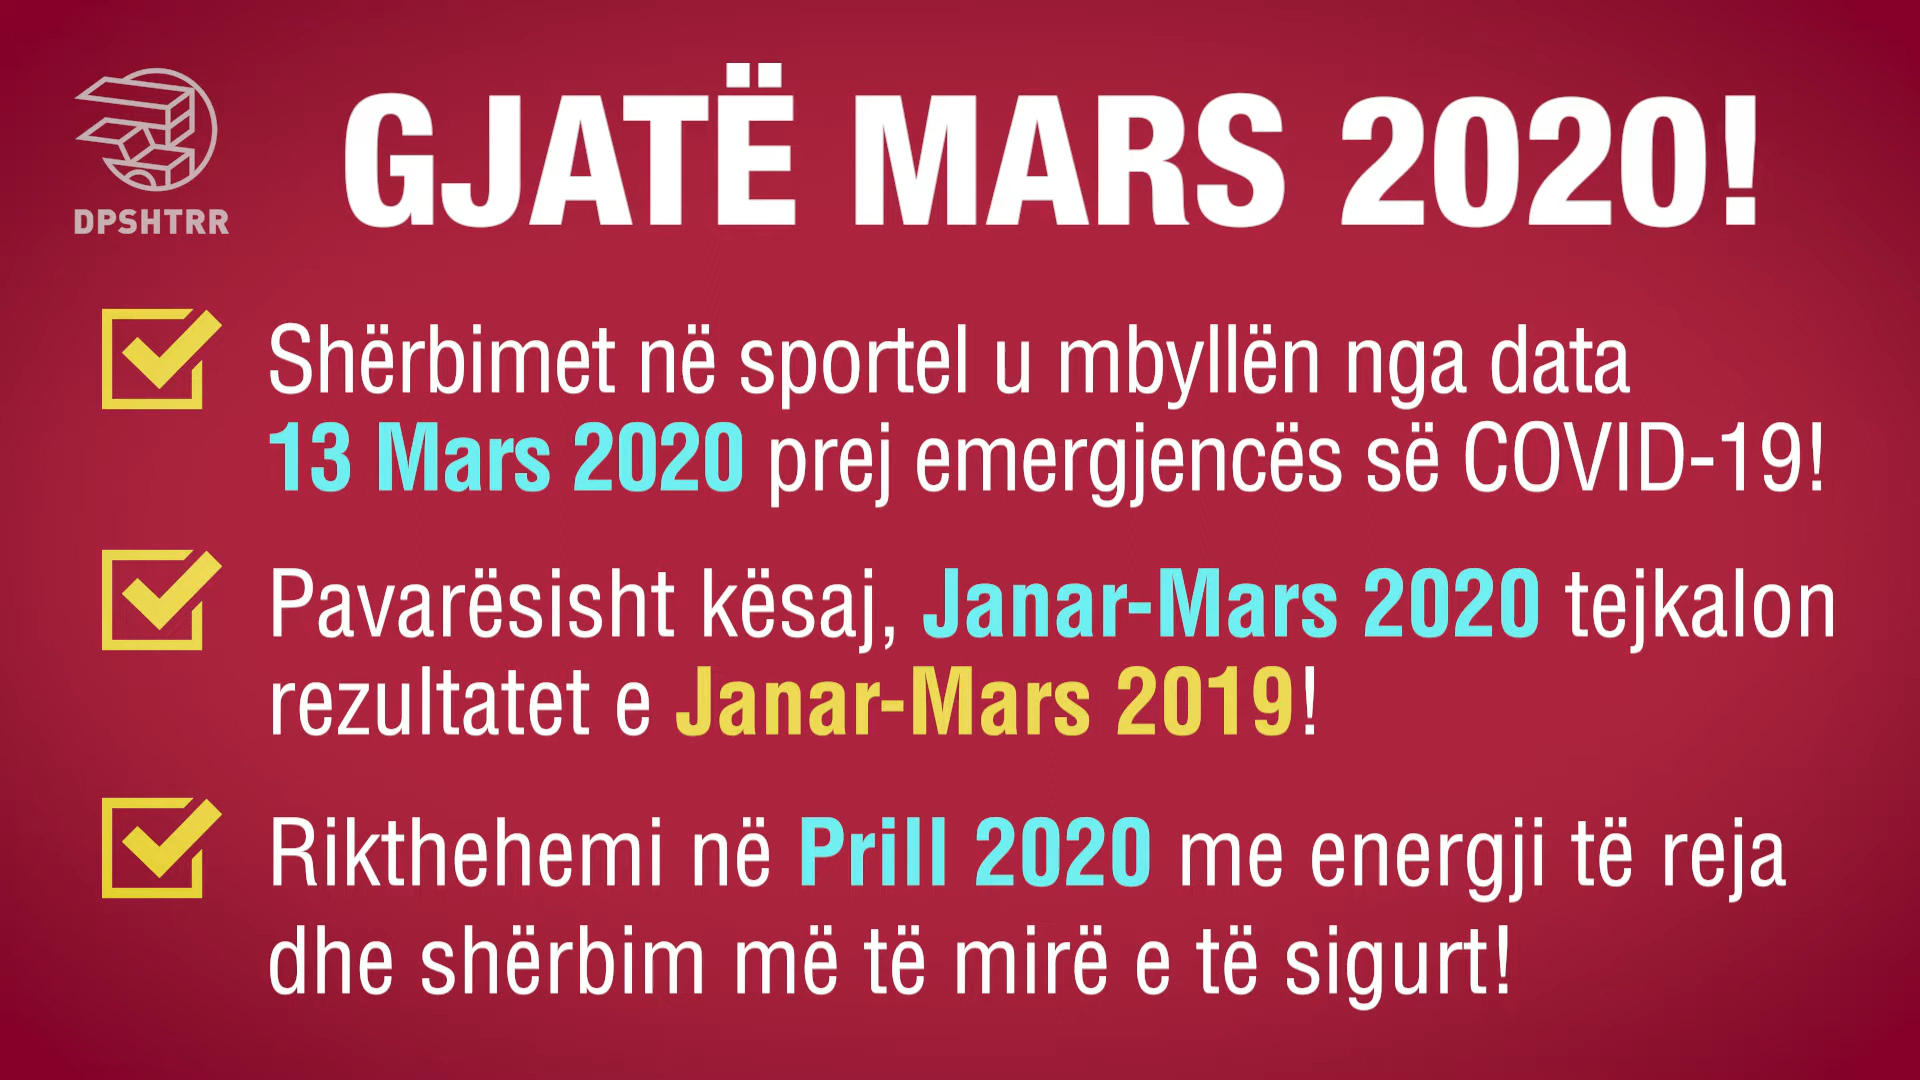 DPSHTRR
GJATË MARS 2020!
Shërbimet në sportel u mbyllën nga data
13 Mars 2020 prej emergjencës së COVID-19!
Pavarësisht kësaj, Janar-Mars 2020 tejkalon
rezultatet e Janar-Mars 2019!
Rikthehemi në Prill 2020 me energji të reja
dhe shërbim më të mirë e të sigurt!